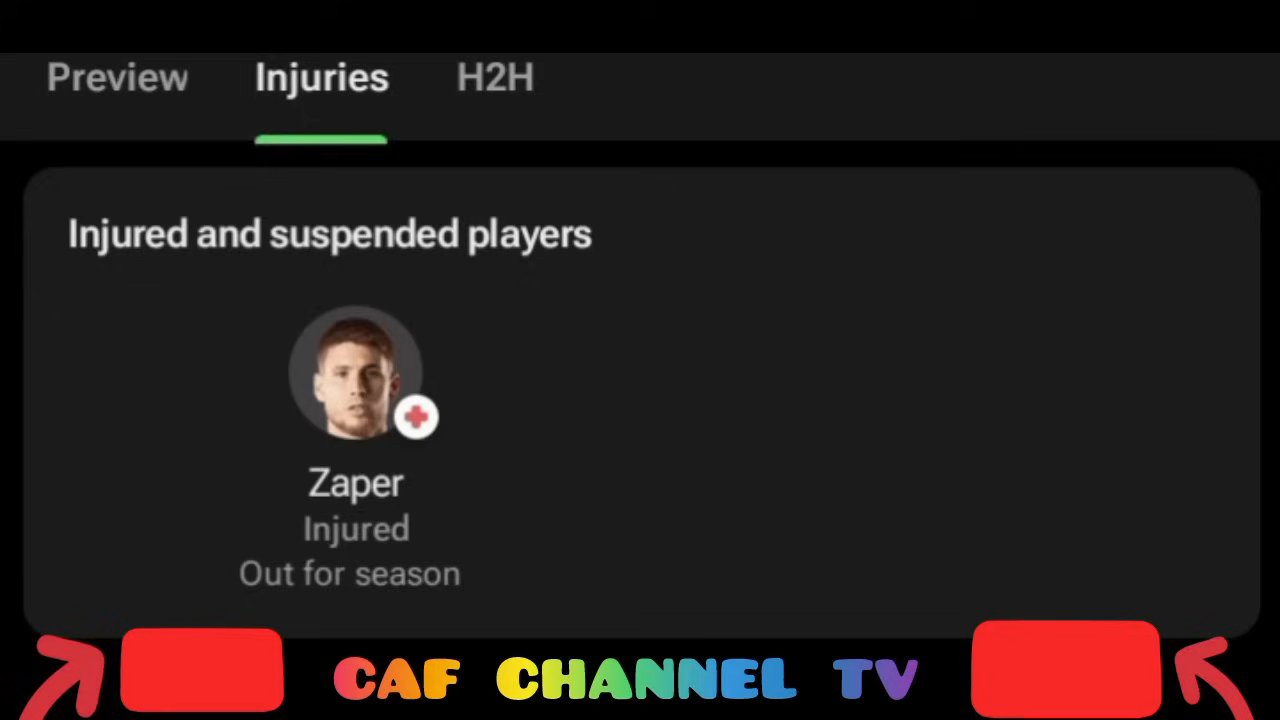 Preview Injuries H2H
Injured and suspended players
Zaper
Injured
Out for season
CAF CHANNEL TV